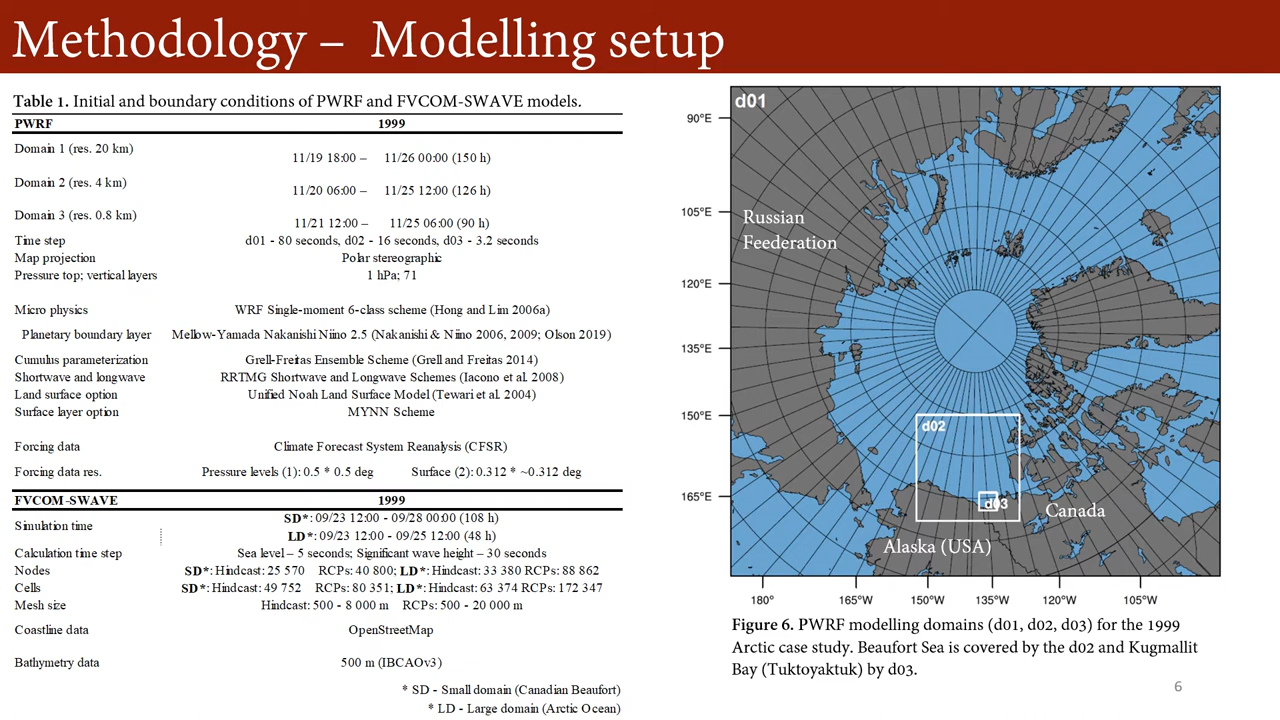 Methodology – Modelling setup
Table 1. Initial and boundary conditions of PWRF and FVCOM-SWAVE models.
PWRF 1999
Domain 1 (res. 20 km)
11/19 18:00 – 11/26 00:00 (150 h)
Domain 2 (res. 4 km)
11/20 06:00 – 11/25 12:00 (126 h)
Domain 3 (res. 0.8 km)
11/21 12:00 – 11/25 06:00 (90 h)
Time step d01 - 80 seconds, d02 - 16 seconds, d03 - 3.2 seconds
Map projection Polar stereographic
Pressure top; vertical layers 1 hPa; 71
Micro physics WRF Single-moment 6-class scheme (Hong and Lim 2006a)
Planetary boundary layer Mellow-Yamada Nakanishi Niino 2.5 (Nakanishi & Niino 2006, 2009; Olson 2019)
Cumulus parameterization Grell-Freitas Ensemble Scheme (Grell and Freitas 2014)
Shortwave and longwave RRTMG Shortwave and Longwave Schemes (Iacono et al. 2008)
Land surface option Unified Noah Land Surface Model (Tewari et al. 2004)
Surface layer option MYNN Scheme
Forcing data Climate Forecast System Reanalysis (CFSR)
Forcing data res. Pressure levels (1): 0.5 * 0.5 deg Surface (2): 0.312 * ~0.312 deg
FVCOM-SWAVE 1999
SD*: 09/23 12:00 - 09/28 00:00 (108 h)
Simulation time
LD*: 09/23 12:00 - 09/25 12:00 (48 h)
Calculation time step Sea level – 5 seconds; Significant wave height – 30 seconds
Nodes SD*: Hindcast: 25 570 RCPs: 40 800; LD*: Hindcast: 33 380 RCPs: 88 862
Cells SD*: Hindcast: 49 752 RCPs: 80 351; LD*: Hindcast: 63 374 RCPs: 172 347
Mesh size Hindcast: 500 - 8 000 m RCPs: 500 - 20 000 m
Coastline data OpenStreetMap
Bathymetry data 500 m (IBCAOv3)
* SD - Small domain (Canadian Beaufort)
* LD - Large domain (Arctic Ocean)
d01
90°E
105°E
120°E
135°E
150°E
165°E
Russian
Feederation
d02
d03
Canada
Alaska (USA)
180° 165°W 150°W 135°W 120°W 105°W
Figure 6. PWRF modelling domains (d01, d02, d03) for the 1999
Arctic case study. Beaufort Sea is covered by the d02 and Kugmallit
Bay (Tuktoyaktuk) by d03.
6